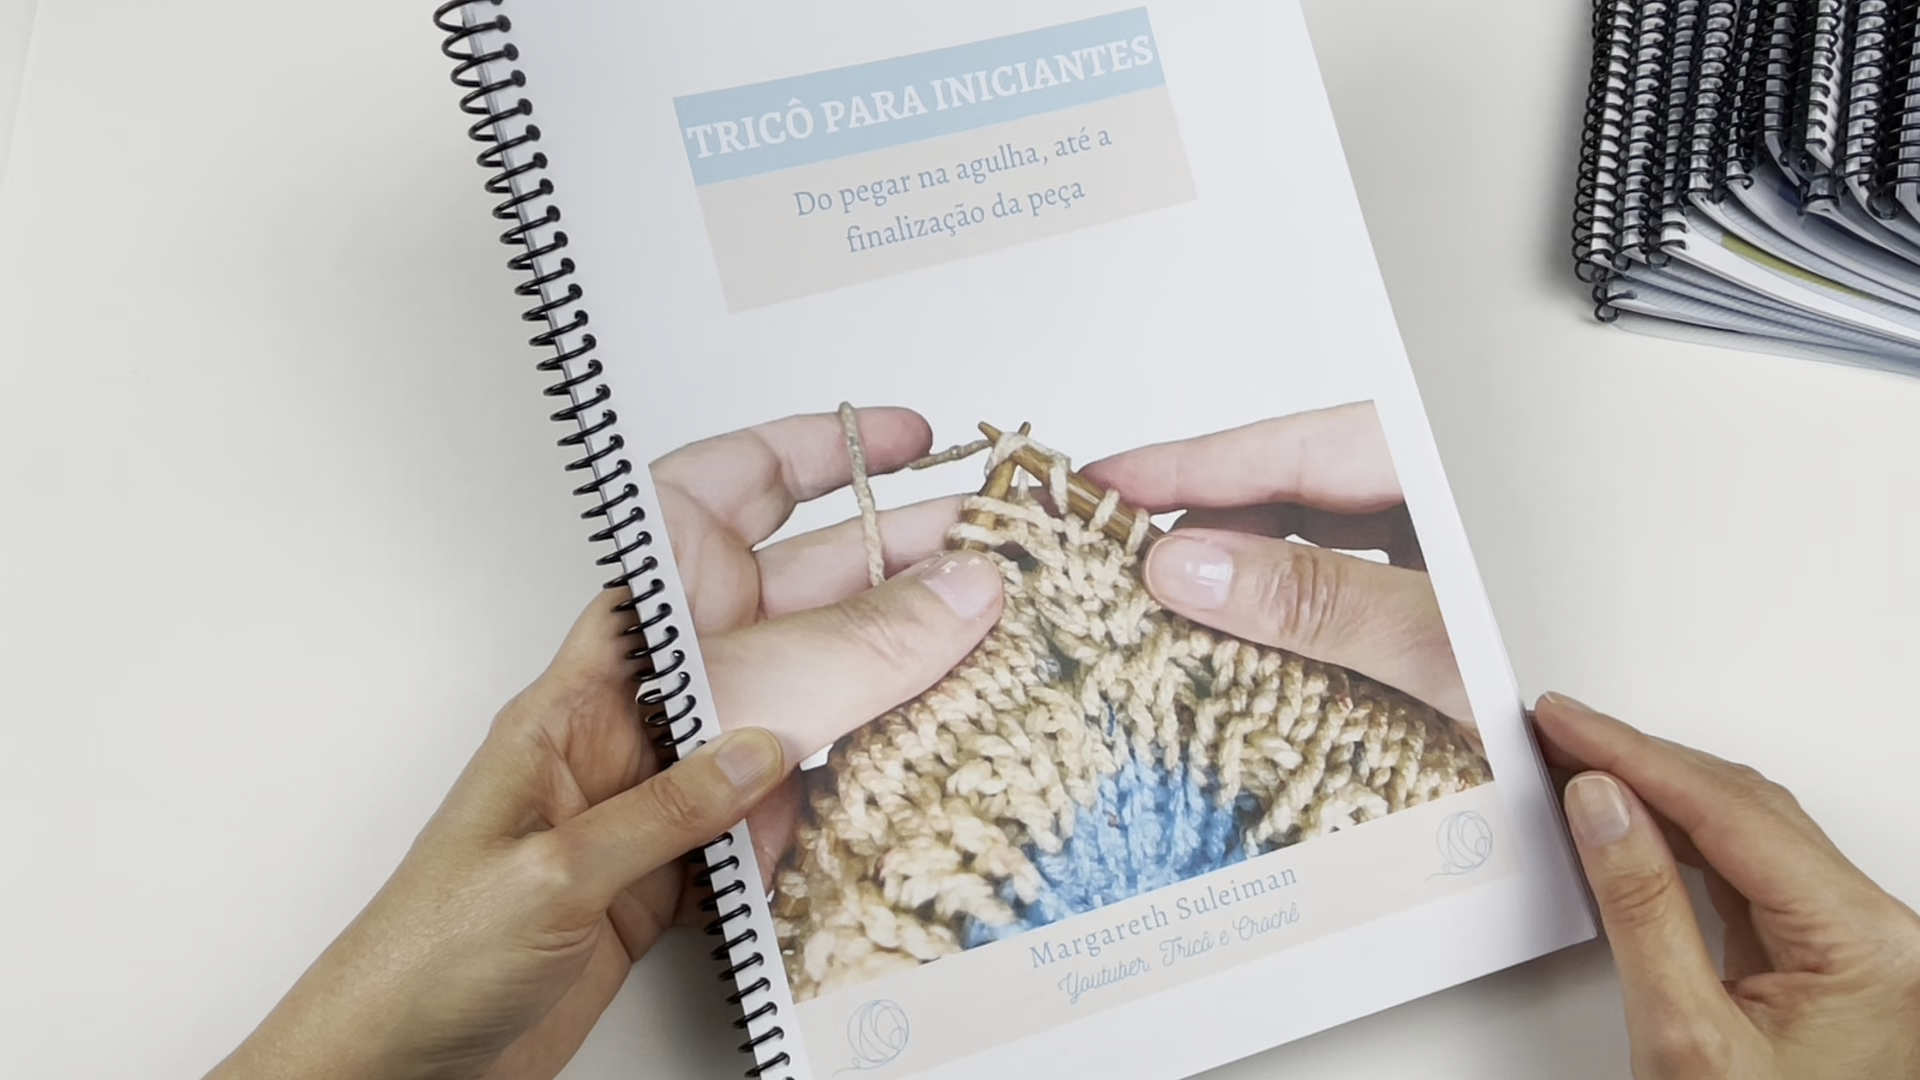 TRICÔ PARA INICIANTES
Do pegar na agulha, até a
finalização da peça
Margareth Suleiman
Youtuber, Tricô e Crochê